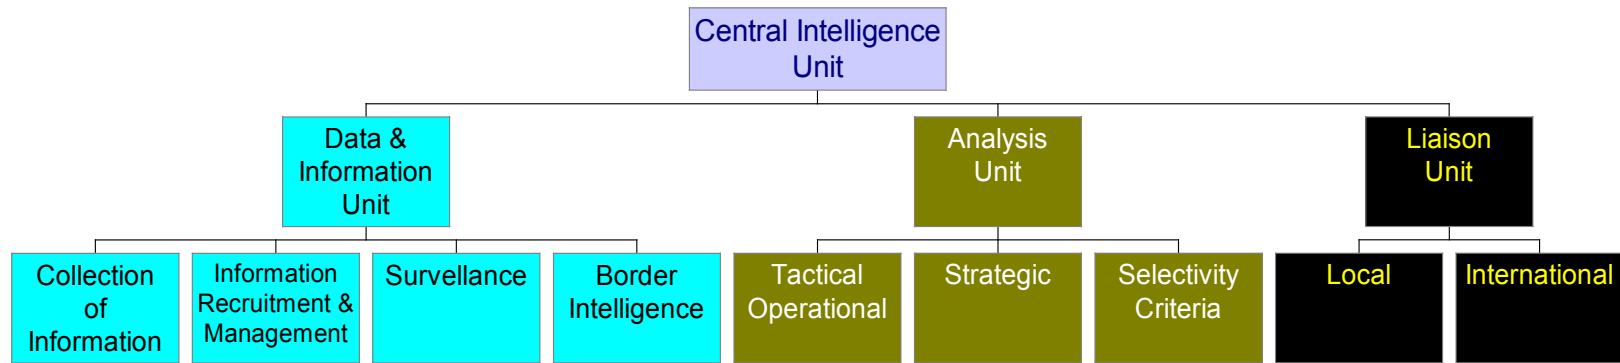 Central Intelligence
Unit
Data &
Information
Unit
Analysis
Unit
Liaison
Unit
Collection
of
Information
Information
Recruitment &
Management
Survellance
Border
Intelligence
Tactical
Operational
Strategic
Selectivity
Criteria
Local
International